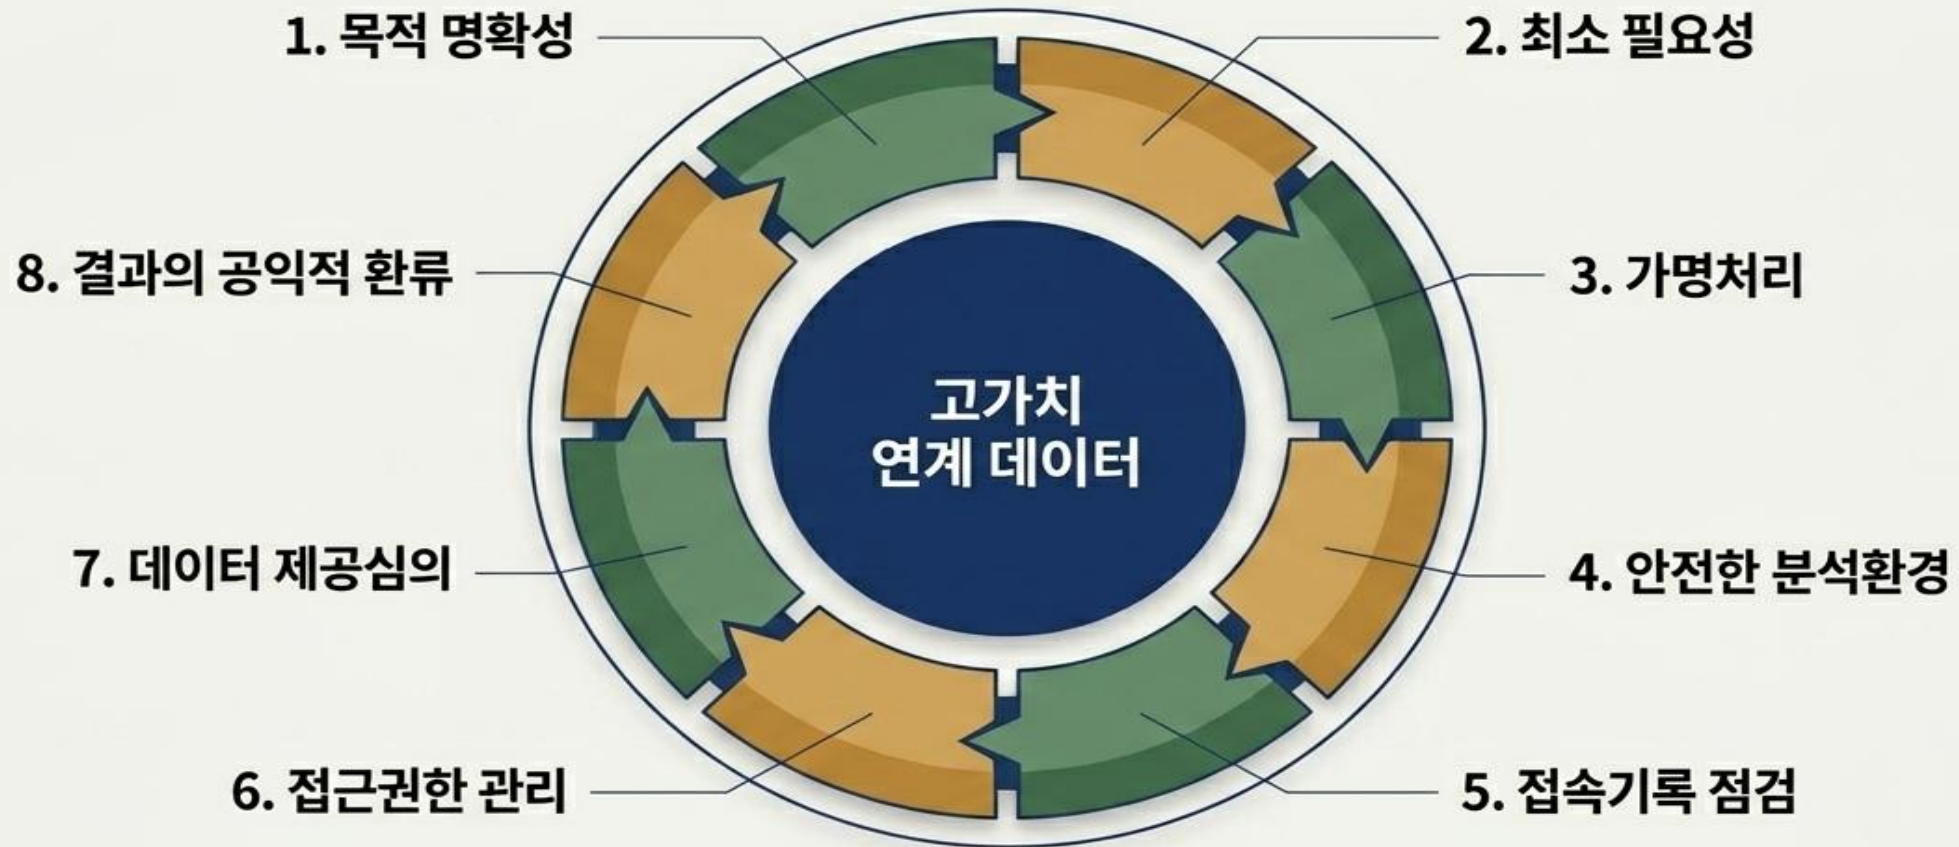 1. 목적 명확성
2. 최소 필요성
3. 가명처리
4. 안전한 분석환경
5. 접속기록 점검
6. 접근권한 관리
7. 데이터 제공심의
8. 결과의 공익적 환류
고가치
연계 데이터